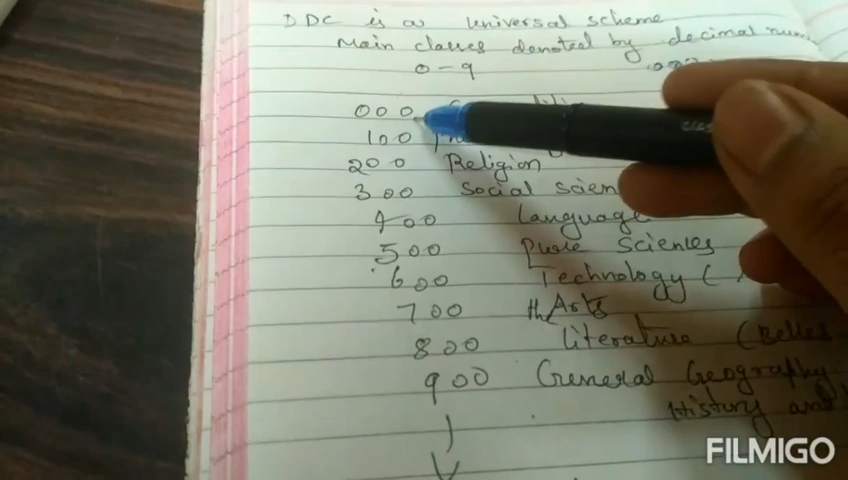 DDC is a universal scheme
Main classes denoted by decimal
0-9
000
100
200 Religion
300 Social
400 Language
500 Pure Sciences
600 Technology (
700 the Arts
800 literature (Belles-
900 General Geography
History and
FILMIGO